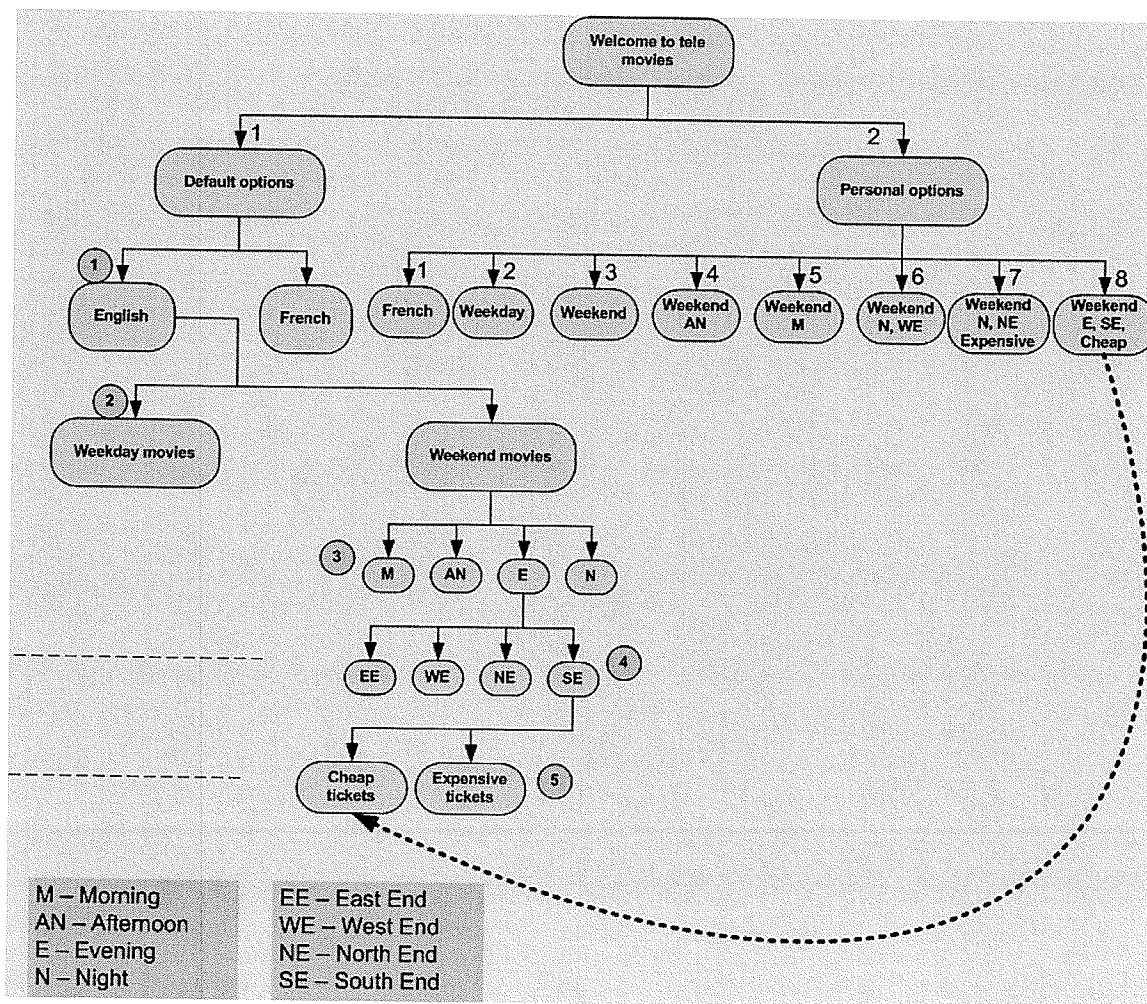 Welcome to tele
movies
1
2
Default options
Personal options
1
English
French
1
2
3
4
5
6
7
8
French
Weekday
Weekend
Weekend
AN
Weekend
M
Weekend
N, WE
Weekend
N, NE
Expensive
Weekend
E, SE,
Cheap
2
Weekday movies
Weekend movies
3
M
AN
E
N
EE
WE
NE
SE
4
Cheap
tickets
Expensive
tickets
5
M – Morning
AN – Afternoon
E – Evening
N – Night
EE – East End
WE – West End
NE – North End
SE – South End